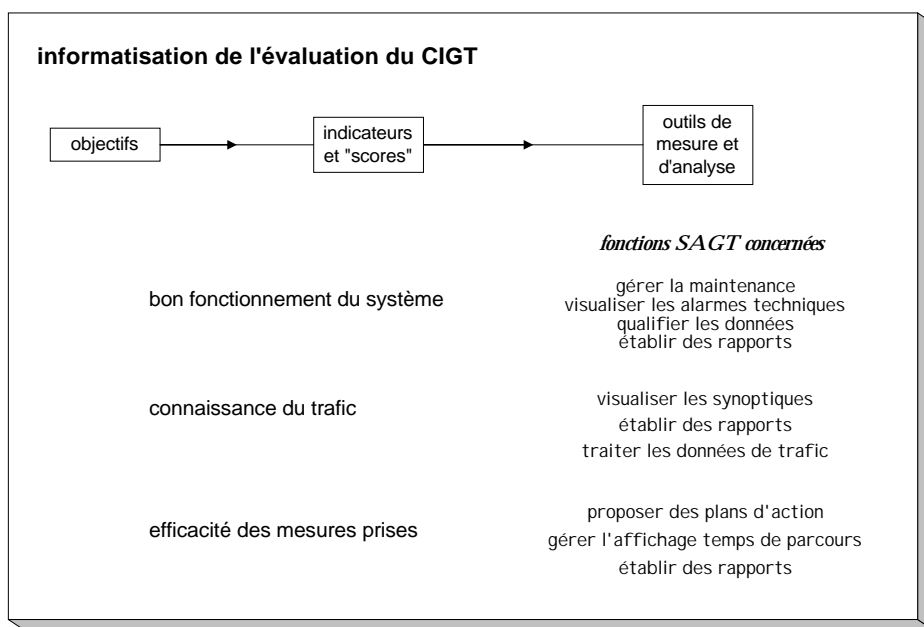 informatisation de l'évaluation du CIGT
objectifs
indicateurs
et "scores"
outils de
mesure et
d'analyse
fonctions SAGT concernées
bon fonctionnement du système
gérer la maintenance
visualiser les alarmes techniques
qualifier les données
établir des rapports
connaissance du trafic
visualiser les synoptiques
établir des rapports
traiter les données de trafic
efficacité des mesures prises
proposer des plans d'action
gérer l'affichage temps de parcours
établir des rapports